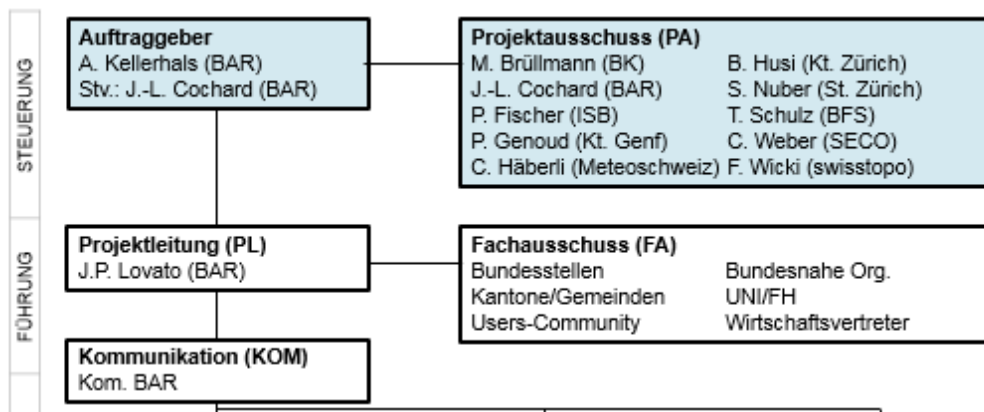 STEUERUNG
Auftraggeber
A. Kellerhals (BAR)
Stv.: J.-L. Cochard (BAR)
Projektausschuss (PA)
M. Brüllmann (BK) B. Husi (Kt. Zürich)
J.-L. Cochard (BAR) S. Nuber (St. Zürich)
P. Fischer (ISB) T. Schulz (BFS)
P. Genoud (Kt. Genf) C. Weber (SECO)
C. Häberli (Meteoschweiz) F. Wicki (swisstopo)
FÜHRUNG
Projektleitung (PL)
J.P. Lovato (BAR)
Fachausschuss (FA)
Bundesstellen Bundesnahe Org.
Kantone/Gemeinden UNI/FH
Users-Community Wirtschaftsvertreter
Kommunikation (KOM)
Kom. BAR